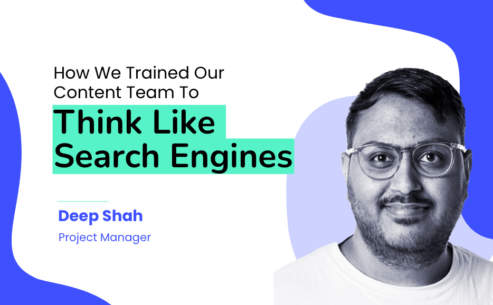 How We Trained Our
Content Team To
Think Like
Search Engines
Deep Shah
Project Manager